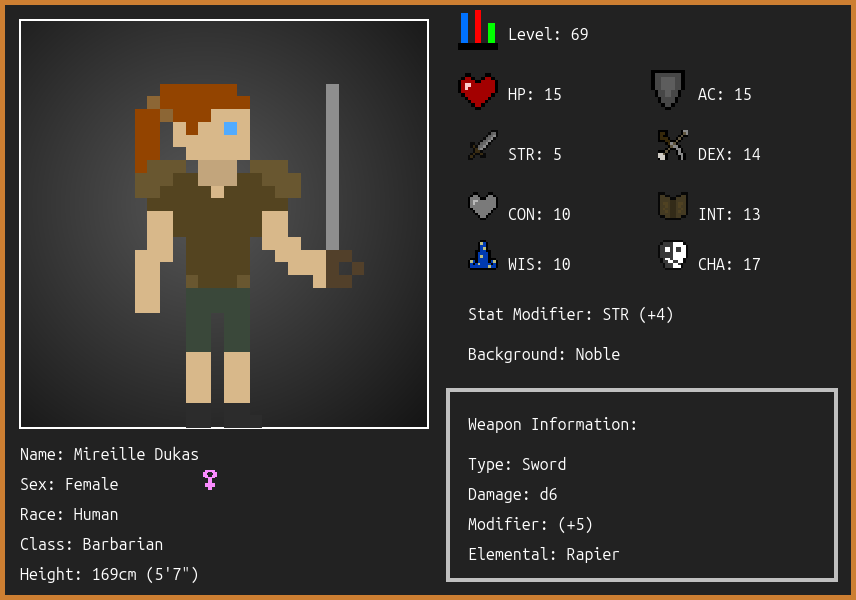 Level: 69
HP: 15
AC: 15
STR: 5
DEX: 14
CON: 10
INT: 13
WIS: 10
CHA: 17
Stat Modifier: STR (+4)
Background: Noble
Weapon Information:
Type: Sword
Damage: d6
Modifier: (+5)
Elemental: Rapier
Name: Mireille Dukas
Sex: Female
Race: Human
Class: Barbarian
Height: 169cm (5'7")